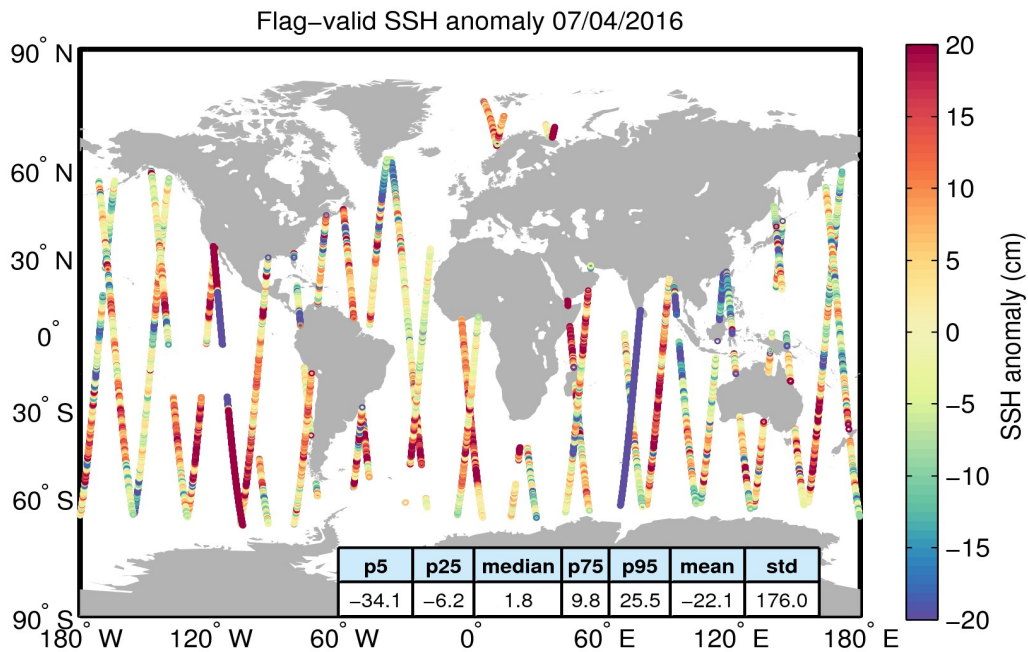 Flag−valid SSH anomaly 07/04/2016
90° N
60° N
30° N
0°
30° S
60° S
90° S
180° W
120° W
60° W
0°
60° E
120° E
180° E
p5 p25 median p75 p95 mean std
−34.1 −6.2 1.8 9.8 25.5 −22.1 176.0
20
15
10
5
0
−5
−10
−15
−20
SSH anomaly (cm)